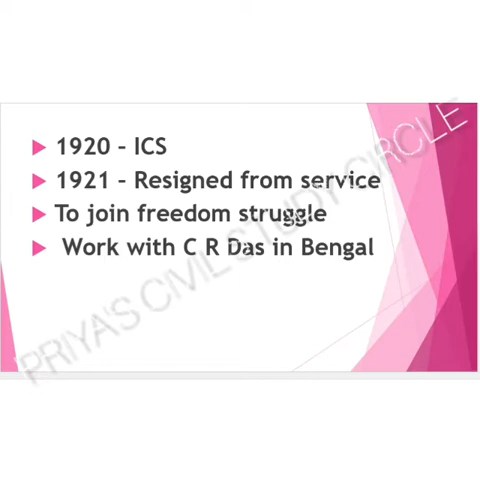 1920 – ICS
1921 – Resigned from service
To join freedom struggle
Work with C R Das in Bengal
PRIYA'S CIVIL STUDY CIRCLE